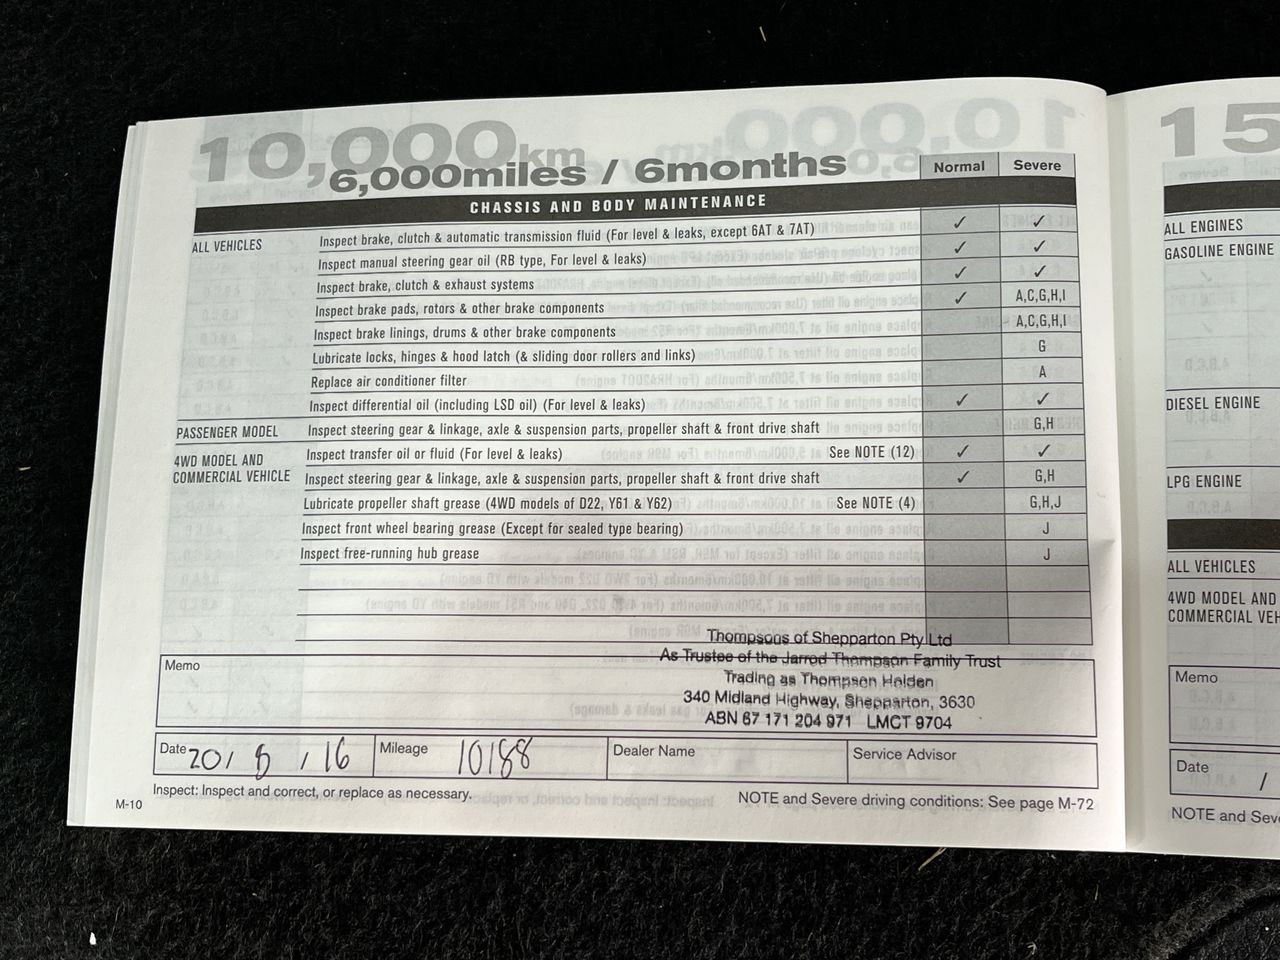 10,000km
6,000miles / 6months
Normal Severe
CHASSIS AND BODY MAINTENANCE
ALL VEHICLES Inspect brake, clutch & automatic transmission fluid (For level & leaks, except 6AT & 7AT) ✓ ✓
Inspect manual steering gear oil (RB type, For level & leaks) ✓ ✓
Inspect brake, clutch & exhaust systems ✓ ✓
Inspect brake pads, rotors & other brake components ✓ A,C,G,H,I
Inspect brake linings, drums & other brake components A,C,G,H,I
Lubricate locks, hinges & hood latch (& sliding door rollers and links) G
Replace air conditioner filter A
Inspect differential oil (including LSD oil) (For level & leaks) ✓ ✓
PASSENGER MODEL Inspect steering gear & linkage, axle & suspension parts, propeller shaft & front drive shaft G,H
4WD MODEL AND COMMERCIAL VEHICLE Inspect transfer oil or fluid (For level & leaks) See NOTE (12) ✓ ✓
Inspect steering gear & linkage, axle & suspension parts, propeller shaft & front drive shaft ✓ G,H
Lubricate propeller shaft grease (4WD models of D22, Y61 & Y62) See NOTE (4) G,H,J
Inspect front wheel bearing grease (Except for sealed type bearing) J
Inspect free-running hub grease J
Thompsons of Shepparton Pty Ltd
As Trustee of the Jarrod Thompson Family Trust
Trading as Thompson Holden
340 Midland Highway, Shepparton, 3630
ABN 67 171 204 971 LMCT 9704
Memo
Date 20/ /16 Mileage 10188 Dealer Name Service Advisor
Inspect: Inspect and correct, or replace as necessary.
NOTE and Severe driving conditions: See page M-72
M-10
15
ALL ENGINES
GASOLINE ENGINE
DIESEL ENGINE
LPG ENGINE
ALL VEHICLES
4WD MODEL AND
COMMERCIAL VEH
Memo
Date /
NOTE and Seve